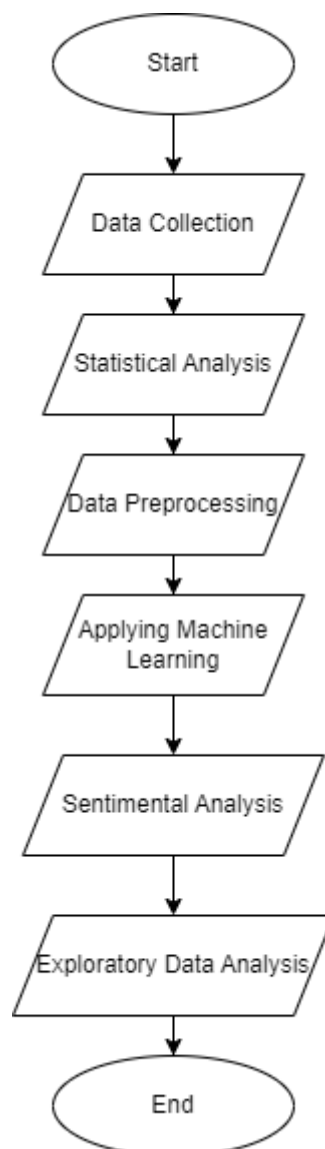 Start
Data Collection
Statistical Analysis
Data Preprocessing
Applying Machine
Learning
Sentimental Analysis
Exploratory Data Analysis
End